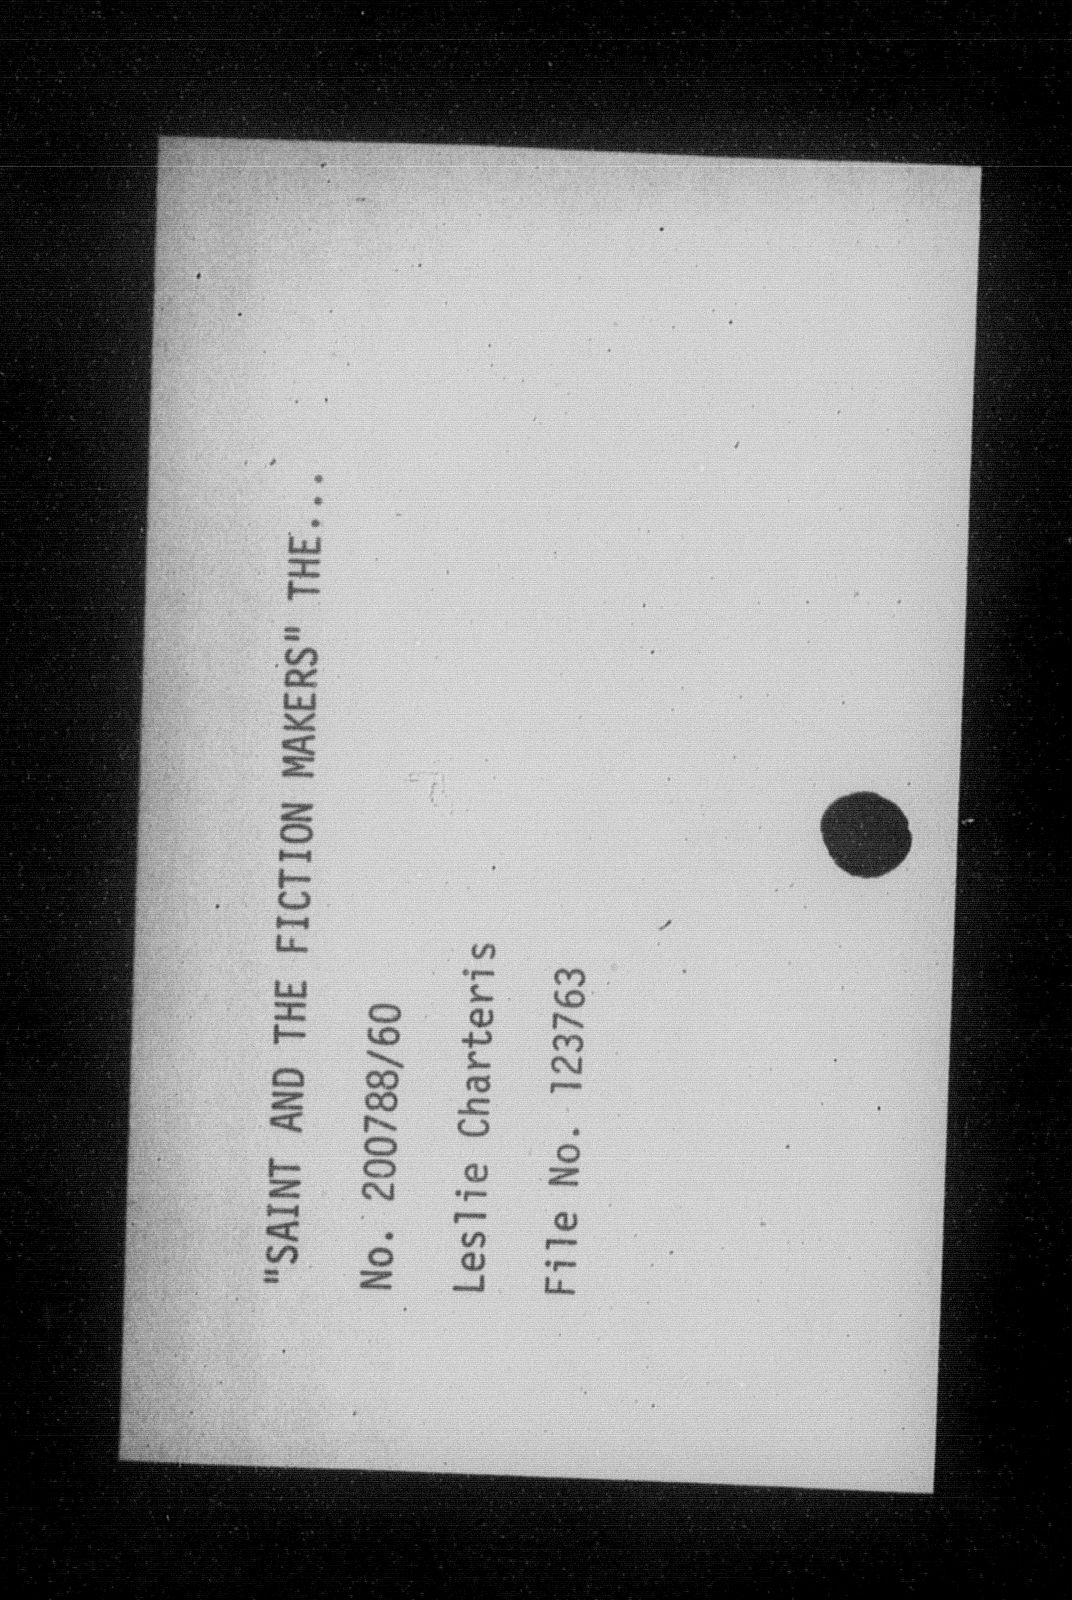 "SAINT AND THE FICTION MAKERS" THE...
No. 200788/60
Leslie Charteris
File No. 123763